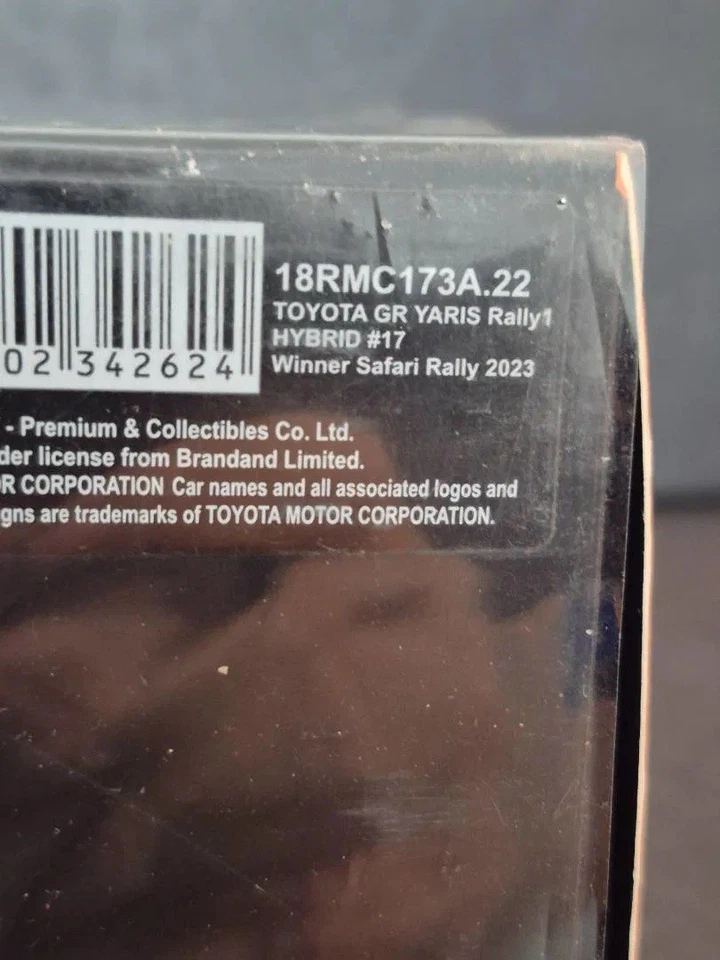 18RMC173A.22
TOYOTA GR YARIS Rally1
HYBRID #17
Winner Safari Rally 2023
02 342624
- Premium & Collectibles Co. Ltd.
der license from Brandand Limited.
R CORPORATION Car names and all associated logos and
gns are trademarks of TOYOTA MOTOR CORPORATION.